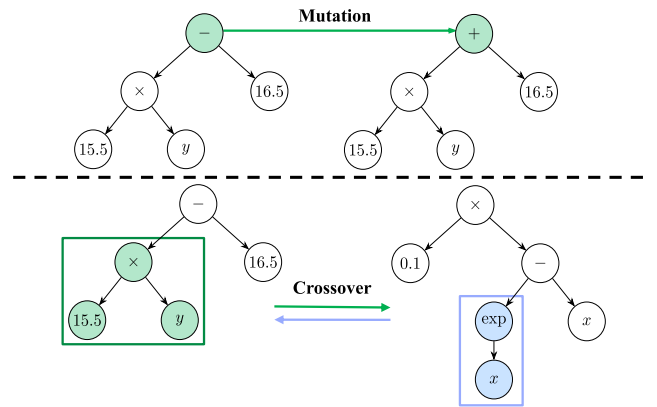 Mutation
− +
× 16.5 × 16.5
15.5 y 15.5 y
− ×
× 16.5 0.1 −
Crossover
15.5 y exp x
x